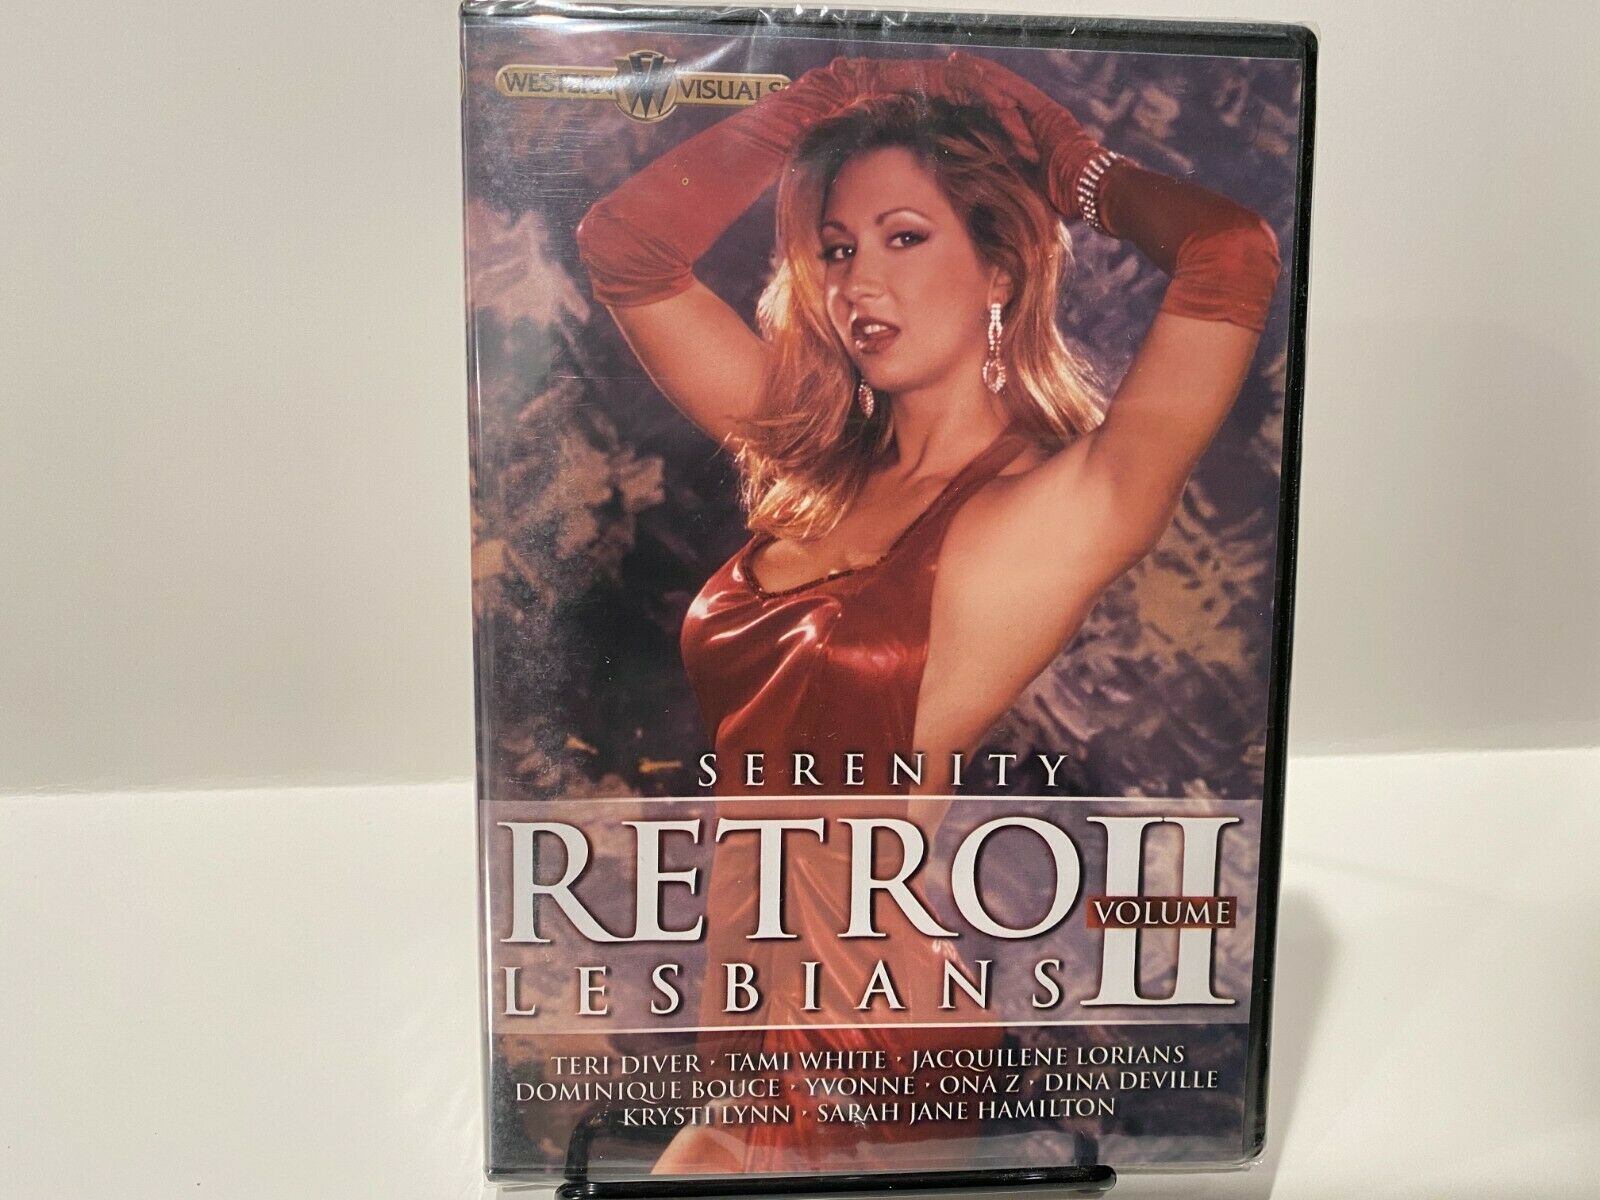 WESTERN W VISUALS
SERENITY
RETRO II
VOLUME
LESBIANS
TERI DIVER · TAMI WHITE · JACQUILENE LORIANS
DOMINIQUE BOUCE · YVONNE · ONA Z · DINA DEVILLE
KRYSTI LYNN · SARAH JANE HAMILTON